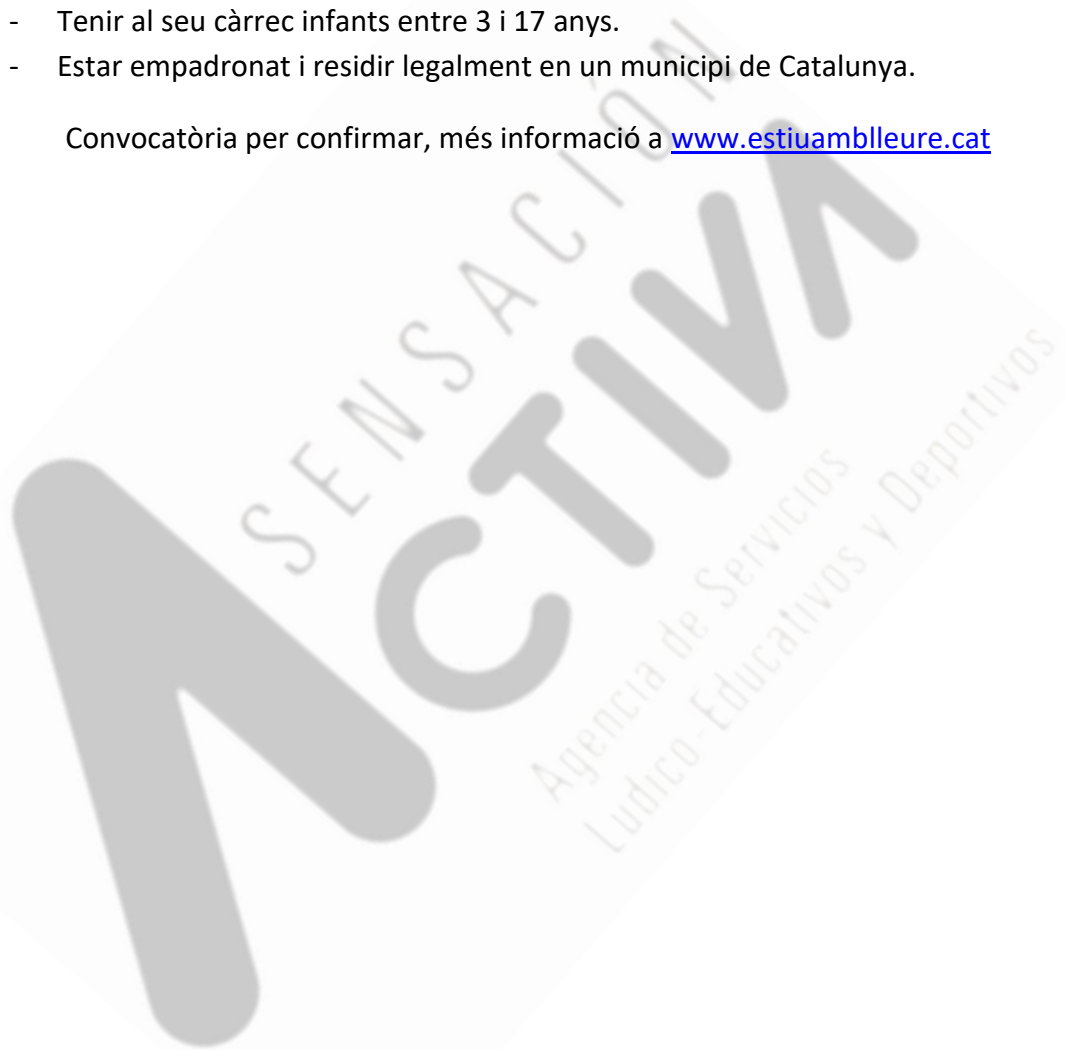 - Tenir al seu càrrec infants entre 3 i 17 anys.
- Estar empadronat i residir legalment en un municipi de Catalunya.
Convocatòria per confirmar, més informació a www.estiuamblleure.cat
SENSACIÓN
ACTIVA
Agencia de Servicios
Ludico-Educativos y Deportivos